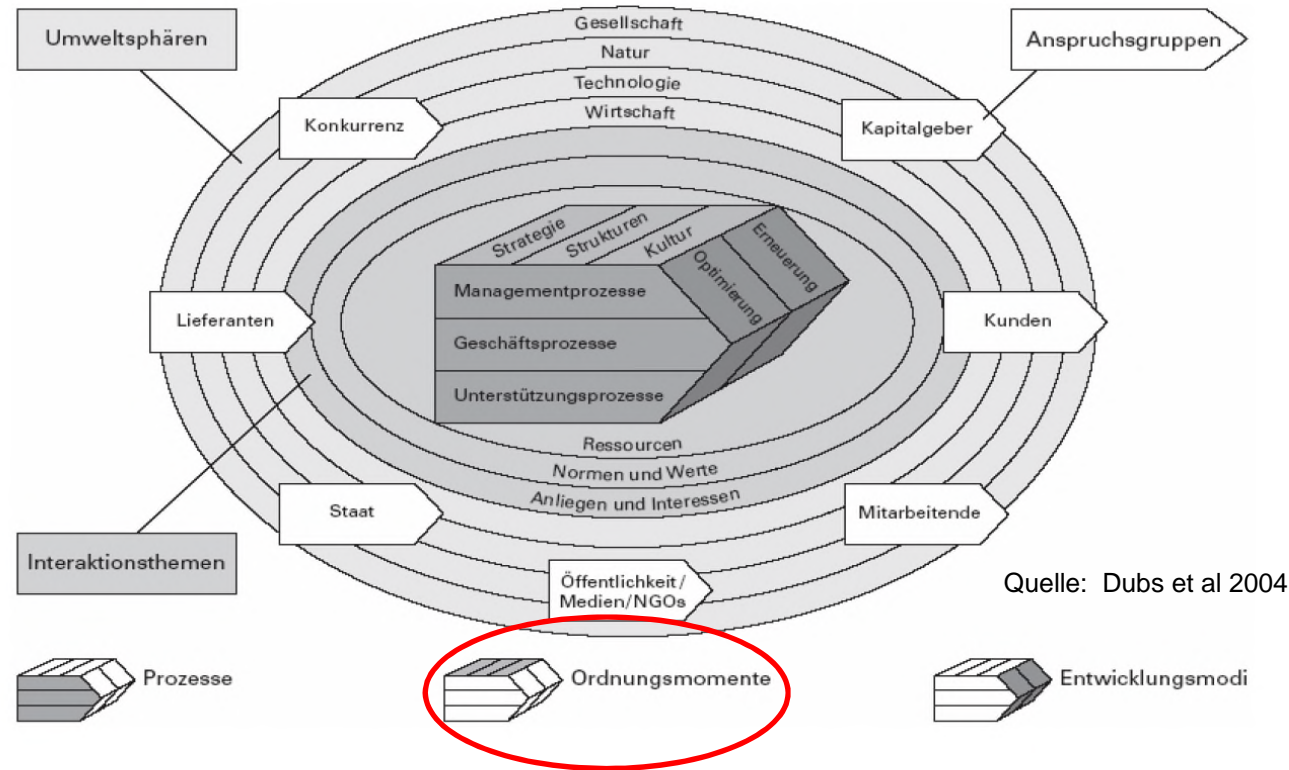 Gesellschaft
Umweltsphären
Anspruchsgruppen
Natur
Technologie
Wirtschaft
Konkurrenz
Kapitalgeber
Strategie
Strukturen
Kultur
Erneuerung
Optimierung
Managementprozesse
Lieferanten
Kunden
Geschäftsprozesse
Unterstützungsprozesse
Ressourcen
Normen und Werte
Anliegen und Interessen
Staat
Mitarbeitende
Interaktionsthemen
Öffentlichkeit/
Medien/NGOs
Quelle: Dubs et al 2004
Prozesse
Ordnungsmomente
Entwicklungsmodi